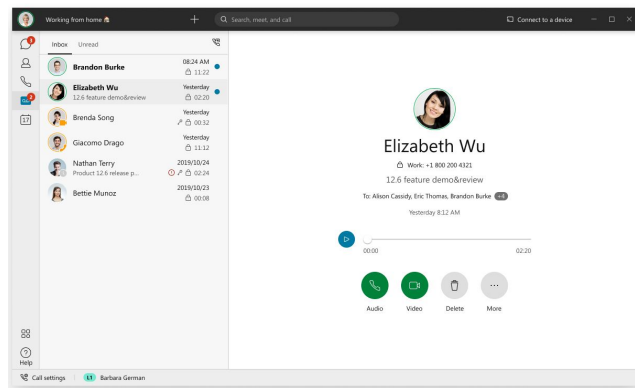 Working from home
Search, meet, and call
Connect to a device
3
Inbox Unread
Brandon Burke 08:24 AM
11:22
Elizabeth Wu Yesterday
12.6 feature demo&review 02:20
2
17
Brenda Song Yesterday
00:32
Giacomo Drago Yesterday
11:12
Nathan Terry 2019/10/24
Product 12.6 release p... 02:24
Bettie Munoz 2019/10/23
00:08
Elizabeth Wu
Work: +1 800 200 4321
12.6 feature demo&review
To: Alison Cassidy, Eric Thomas, Brandon Burke +4
Yesterday 8:12 AM
00:00 02:20
Audio Video Delete More
Help
Call settings L1 Barbara German